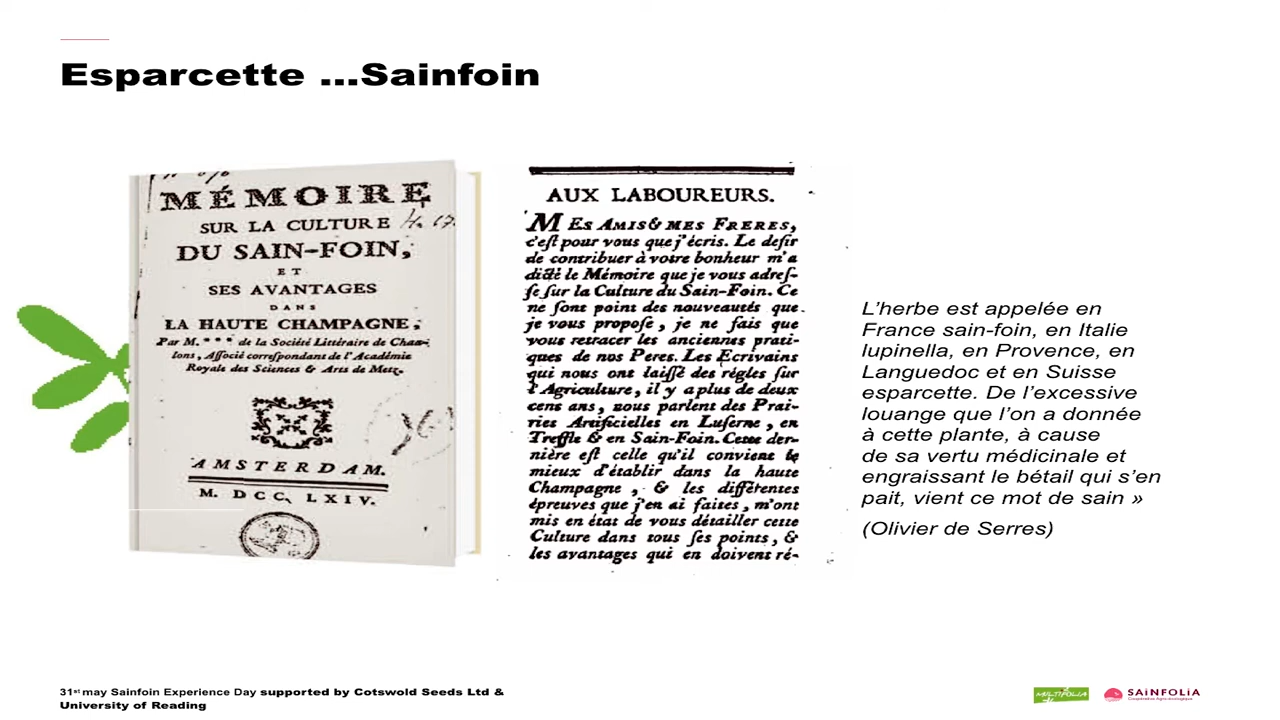 Esparcette ...Sainfoin
MÉMOIRE
SUR LA CULTURE
DU SAIN-FOIN,
ET
SES AVANTAGES
DANS
LA HAUTE CHAMPAGNE,
Par M. *** de la Société Littéraire de Chaa-
lons, Associé correspondant de l'Académie
Royale des Sciences & Arts de Metz.
AMSTERDAM.
M. DCC. LXIV.
AUX LABOUREURS.
MES AMIS & MES FRERES,
c'eſt pour vous que j'écris. Le deſir
de contribuer à votre bonheur m'a
dicté le Mémoire que je vous adreſ-
ſe ſur la Culture du Sain-Foin. Ce
ne ſont point des nouveautés que
je vous propoſe, je ne fais que
vous retracer les anciennes prati-
ques de nos Peres. Les Ecrivains
qui nous ont laiſſé des régles ſur
l'Agriculture, il y a plus de deux
cens ans, nous parlent des Prai-
ries Artificielles en Luſerne, en
Treffle & en Sain-Foin. Cette der-
nière eſt celle qu'il convient le
mieux d'établir dans la haute
Champagne, & les différentes
épreuves que j'en ai faites, m'ont
mis en état de vous détailler cette
Culture dans tous ſes points, &
les avantages qui en doivent ré-
L'herbe est appelée en
France sain-foin, en Italie
lupinella, en Provence, en
Languedoc et en Suisse
esparcette. De l'excessive
louange que l'on a donnée
à cette plante, à cause
de sa vertu médicinale et
engraissant le bétail qui s'en
pait, vient ce mot de sain »
(Olivier de Serres)
31st may Sainfoin Experience Day supported by Cotswold Seeds Ltd &
University of Reading
MULTIFOLIA
SAINFOLIA